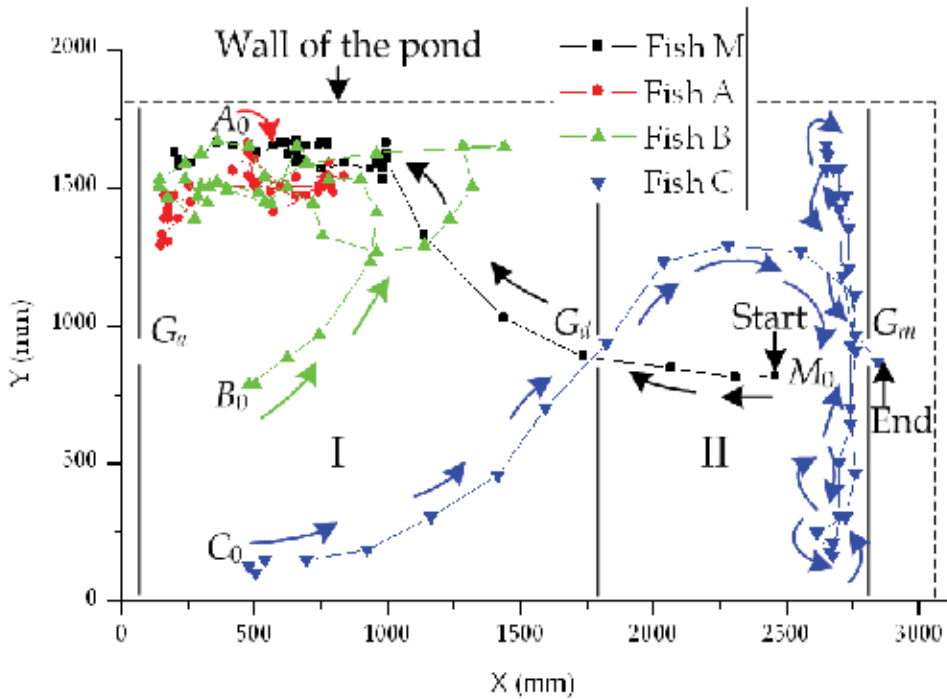 2000
1500
1000
500
0
Y (mm)
0
500
1000
1500
2000
2500
3000
X (mm)
Wall of the pond
Fish M
Fish A
Fish B
Fish C
A0
B0
C0
M0
Gn
Gd
Gm
Start
End
I
II